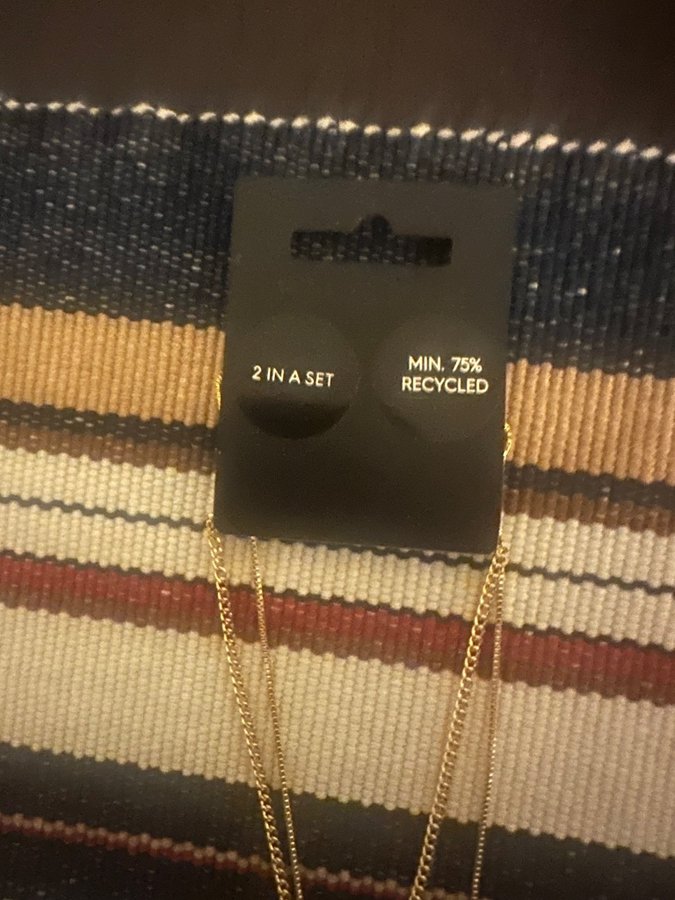 2 IN A SET
MIN. 75%
RECYCLED